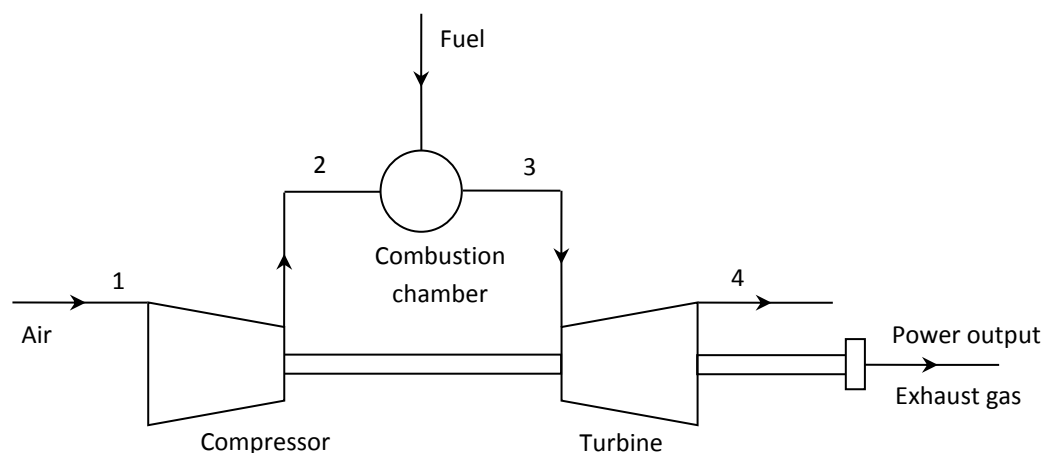 Fuel
2
3
Combustion
chamber
1
4
Air
Power output
Exhaust gas
Compressor
Turbine